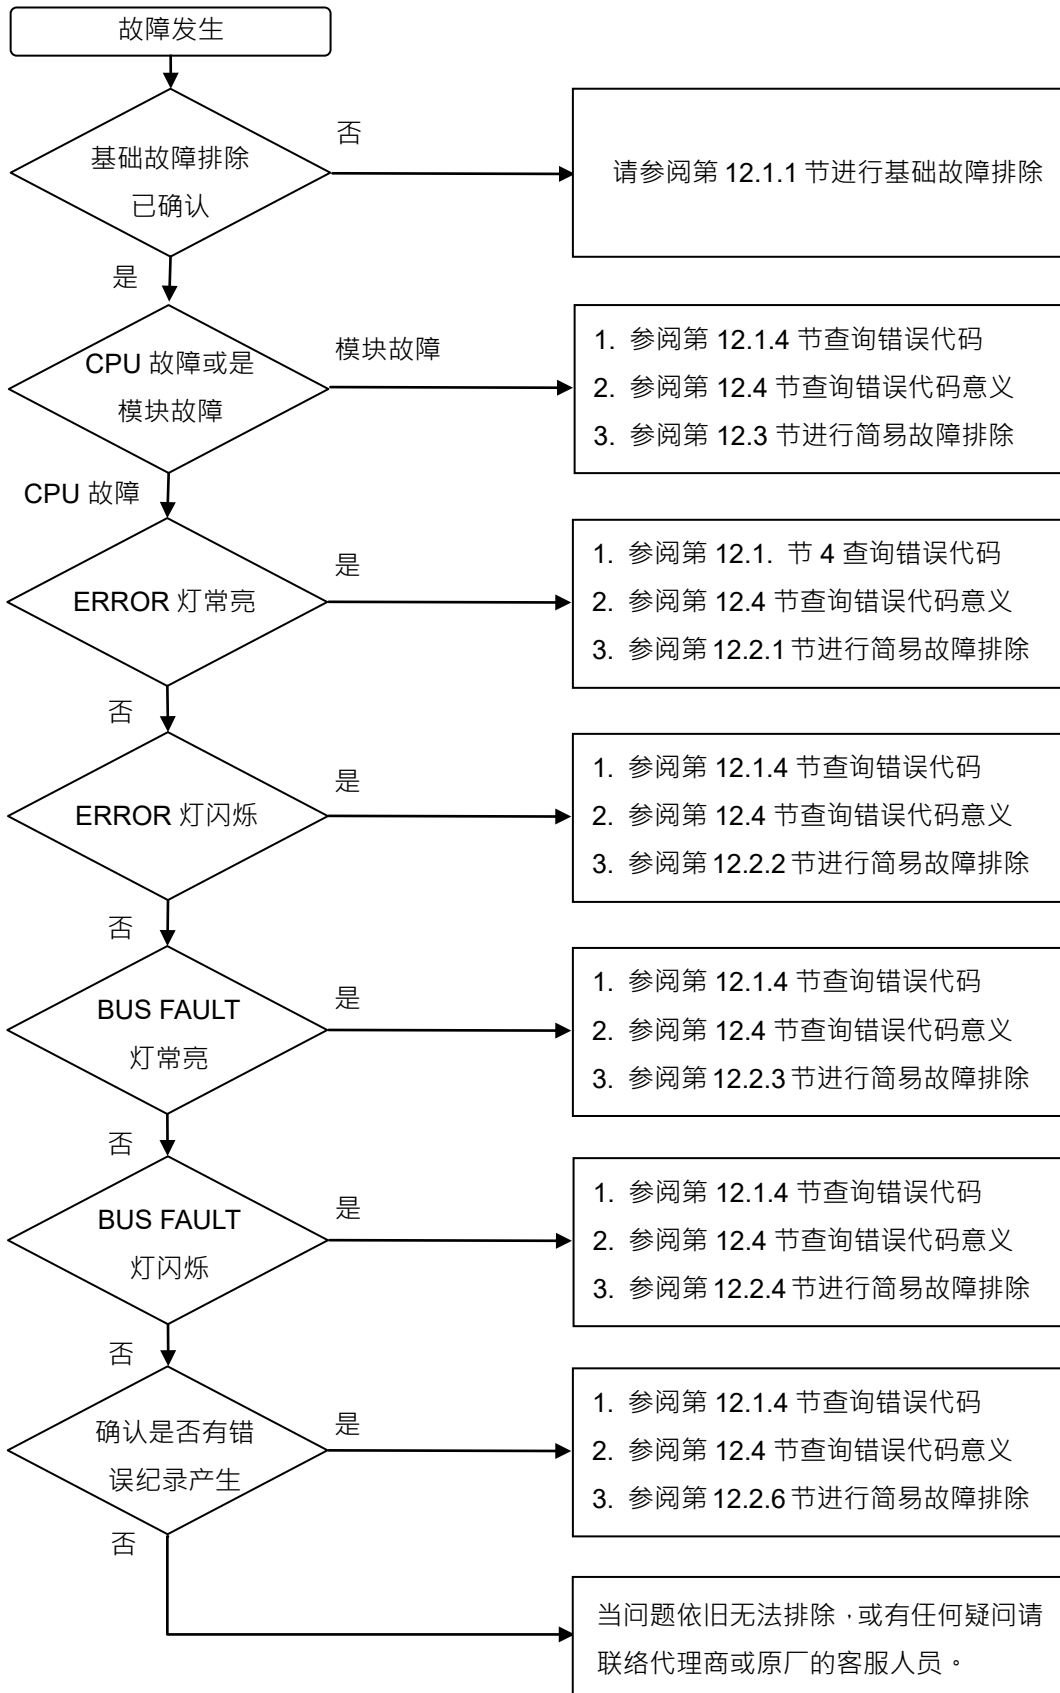 故障发生
基础故障排除
已确认
否
请参阅第 12.1.1 节进行基础故障排除
是
CPU 故障或是
模块故障
模块故障
1. 参阅第 12.1.4 节查询错误代码
2. 参阅第 12.4 节查询错误代码意义
3. 参阅第 12.3 节进行简易故障排除
CPU 故障
ERROR 灯常亮
是
1. 参阅第 12.1. 节 4 查询错误代码
2. 参阅第 12.4 节查询错误代码意义
3. 参阅第 12.2.1 节进行简易故障排除
否
ERROR 灯闪烁
是
1. 参阅第 12.1.4 节查询错误代码
2. 参阅第 12.4 节查询错误代码意义
3. 参阅第 12.2.2 节进行简易故障排除
否
BUS FAULT
灯常亮
是
1. 参阅第 12.1.4 节查询错误代码
2. 参阅第 12.4 节查询错误代码意义
3. 参阅第 12.2.3 节进行简易故障排除
否
BUS FAULT
灯闪烁
是
1. 参阅第 12.1.4 节查询错误代码
2. 参阅第 12.4 节查询错误代码意义
3. 参阅第 12.2.4 节进行简易故障排除
否
确认是否有错
误纪录产生
是
1. 参阅第 12.1.4 节查询错误代码
2. 参阅第 12.4 节查询错误代码意义
3. 参阅第 12.2.6 节进行简易故障排除
否
当问题依旧无法排除，或有任何疑问请
联络代理商或原厂的客服人员。